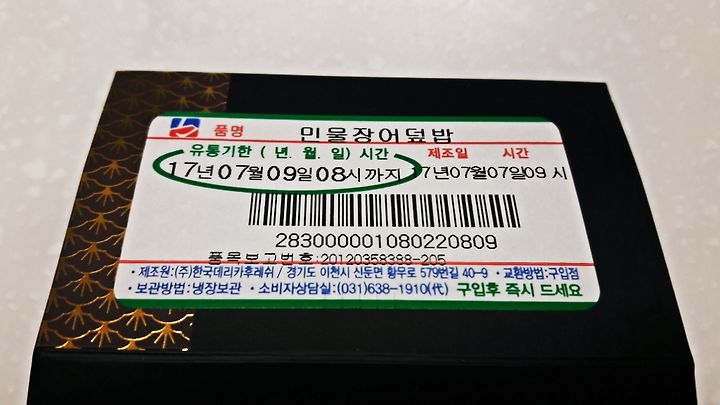 품명 민물장어덮밥
유통기한 ( 년. 월. 일) 시간 제조일 시간
17년07월09일08시까지 17년07월07일09시
283000001080220809
품목보고번호:20120358388-205
• 제조원:(주)한국데리카후레쉬 / 경기도 이천시 신둔면 황무로 579번길 40-9 • 교환방법:구입점
• 보관방법:냉장보관 • 소비자상담실:(031)638-1910(代) 구입후 즉시 드세요